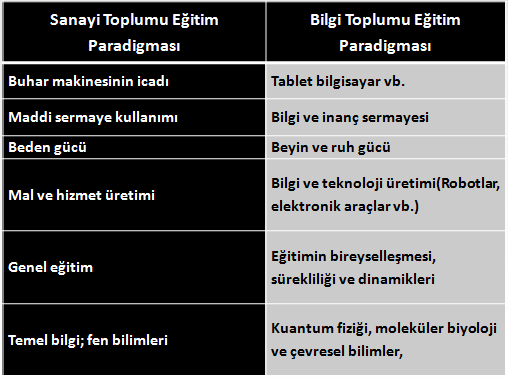 Sanayi Toplumu Eğitim
Paradigması
Bilgi Toplumu Eğitim
Paradigması
Buhar makinesinin icadı
Tablet bilgisayar vb.
Maddi sermaye kullanımı
Bilgi ve inanç sermayesi
Beden gücü
Beyin ve ruh gücü
Mal ve hizmet üretimi
Bilgi ve teknoloji üretimi(Robotlar,
elektronik araçlar vb.)
Genel eğitim
Eğitimin bireyselleşmesi,
sürekliliği ve dinamikleri
Temel bilgi; fen bilimleri
Kuantum fiziği, moleküler biyoloji
ve çevresel bilimler,